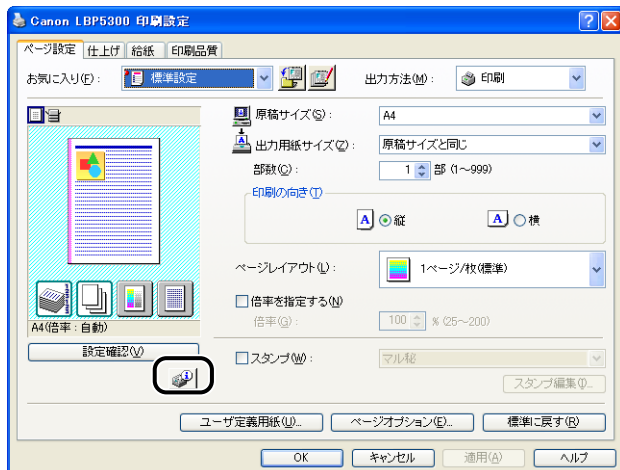 Canon LBP5300 印刷設定
ページ設定 仕上げ 給紙 印刷品質
お気に入り(F): 標準設定 出力方法(M): 印刷
原稿サイズ(S): A4
出力用紙サイズ(Z): 原稿サイズと同じ
部数(C): 1 部 (1～999)
印刷の向き(T)
A 縦 A 横
ページレイアウト(L): 1ページ/枚(標準)
倍率を指定する(N)
倍率(G): 100 % (25～200)
A4(倍率:自動)
設定確認(V)
スタンプ(W): マル秘
スタンプ編集(I)...
ユーザ定義用紙(U)... ページオプション(E)... 標準に戻す(R)
OK キャンセル 適用(A) ヘルプ